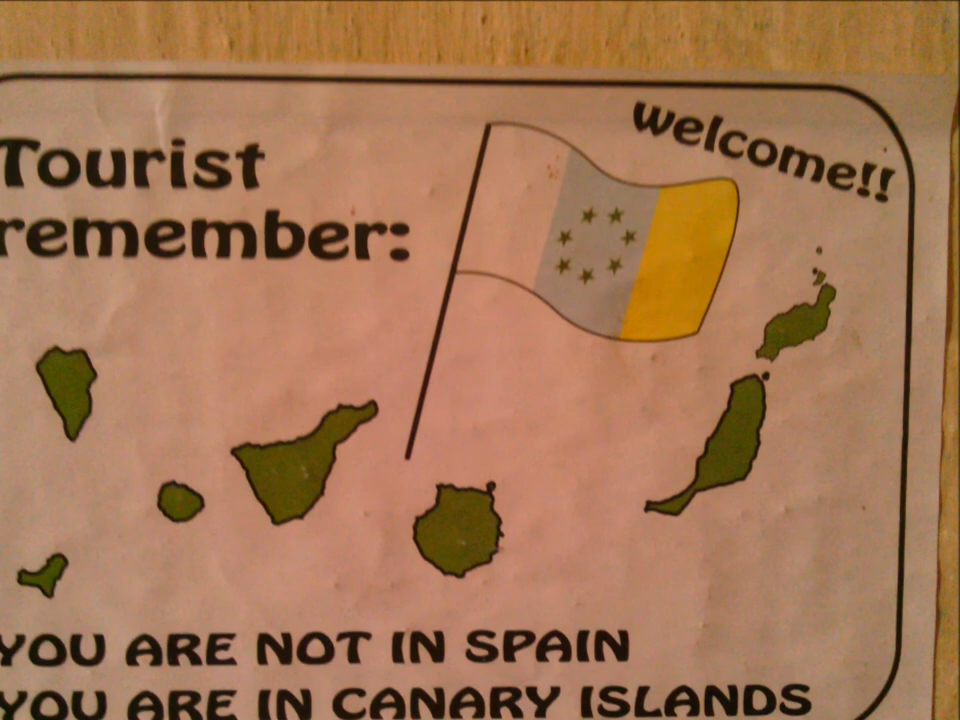 welcome!!
Tourist
remember:
YOU ARE NOT IN SPAIN
YOU ARE IN CANARY ISLANDS